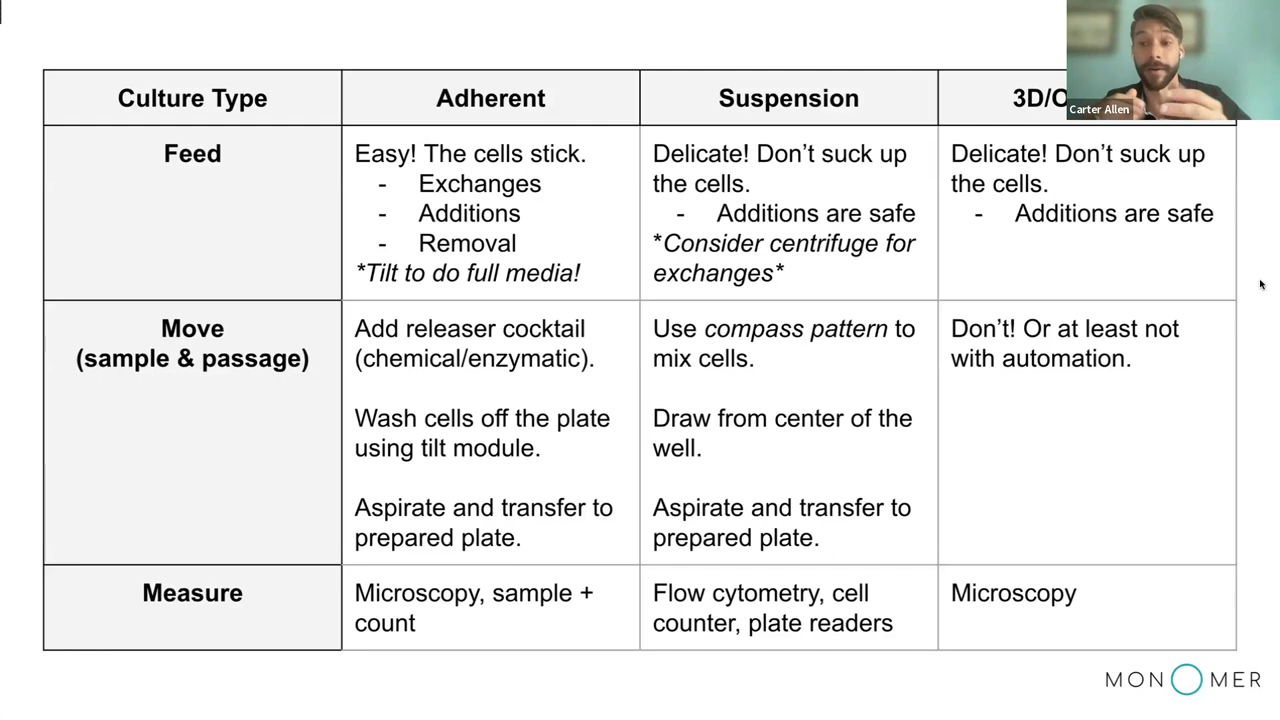 Culture Type
Adherent
Suspension
3D/O
Carter Allen
Feed
Easy! The cells stick.
- Exchanges
- Additions
- Removal
*Tilt to do full media!
Delicate! Don’t suck up
the cells.
- Additions are safe
*Consider centrifuge for
exchanges*
Delicate! Don’t suck up
the cells.
- Additions are safe
Move
(sample & passage)
Add releaser cocktail
(chemical/enzymatic).
Wash cells off the plate
using tilt module.
Aspirate and transfer to
prepared plate.
Use compass pattern to
mix cells.
Draw from center of the
well.
Aspirate and transfer to
prepared plate.
Don’t! Or at least not
with automation.
Measure
Microscopy, sample +
count
Flow cytometry, cell
counter, plate readers
Microscopy
MONOMER